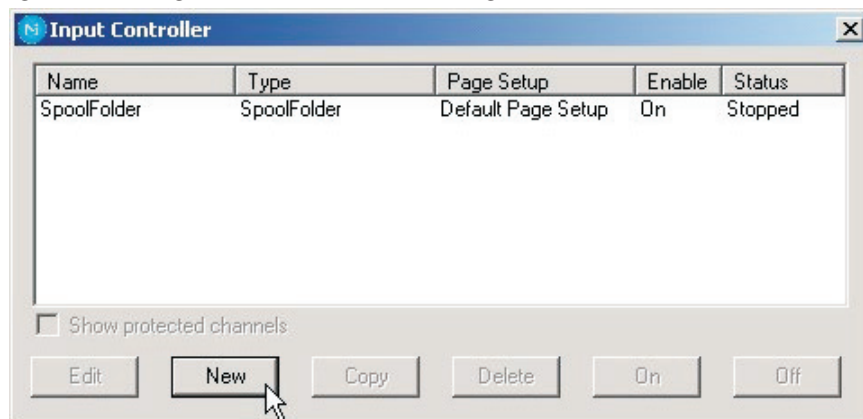 Input Controller
Name Type Page Setup Enable Status
SpoolFolder SpoolFolder Default Page Setup On Stopped
Show protected channels
Edit New Copy Delete On Off